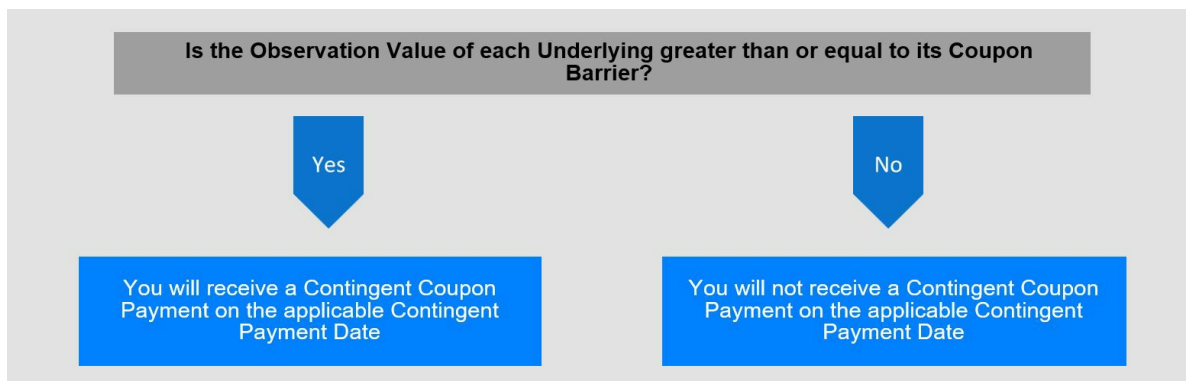 Is the Observation Value of each Underlying greater than or equal to its Coupon
Barrier?
Yes
No
You will receive a Contingent Coupon
Payment on the applicable Contingent
Payment Date
You will not receive a Contingent Coupon
Payment on the applicable Contingent
Payment Date